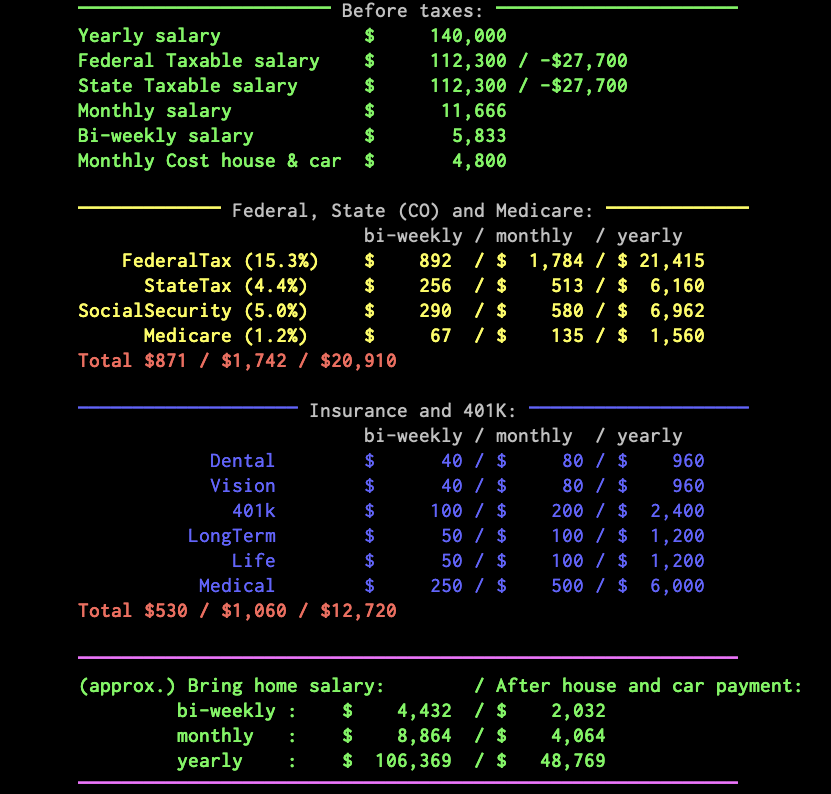 Before taxes:
Yearly salary $ 140,000
Federal Taxable salary $ 112,300 / -$27,700
State Taxable salary $ 112,300 / -$27,700
Monthly salary $ 11,666
Bi-weekly salary $ 5,833
Monthly Cost house & car $ 4,800
Federal, State (CO) and Medicare:
bi-weekly / monthly / yearly
FederalTax (15.3%) $ 892 / $ 1,784 / $ 21,415
StateTax (4.4%) $ 256 / $ 513 / $ 6,160
SocialSecurity (5.0%) $ 290 / $ 580 / $ 6,962
Medicare (1.2%) $ 67 / $ 135 / $ 1,560
Total $871 / $1,742 / $20,910
Insurance and 401K:
bi-weekly / monthly / yearly
Dental $ 40 / $ 80 / $ 960
Vision $ 40 / $ 80 / $ 960
401k $ 100 / $ 200 / $ 2,400
LongTerm $ 50 / $ 100 / $ 1,200
Life $ 50 / $ 100 / $ 1,200
Medical $ 250 / $ 500 / $ 6,000
Total $530 / $1,060 / $12,720
(approx.) Bring home salary: / After house and car payment:
bi-weekly : $ 4,432 / $ 2,032
monthly : $ 8,864 / $ 4,064
yearly : $ 106,369 / $ 48,769